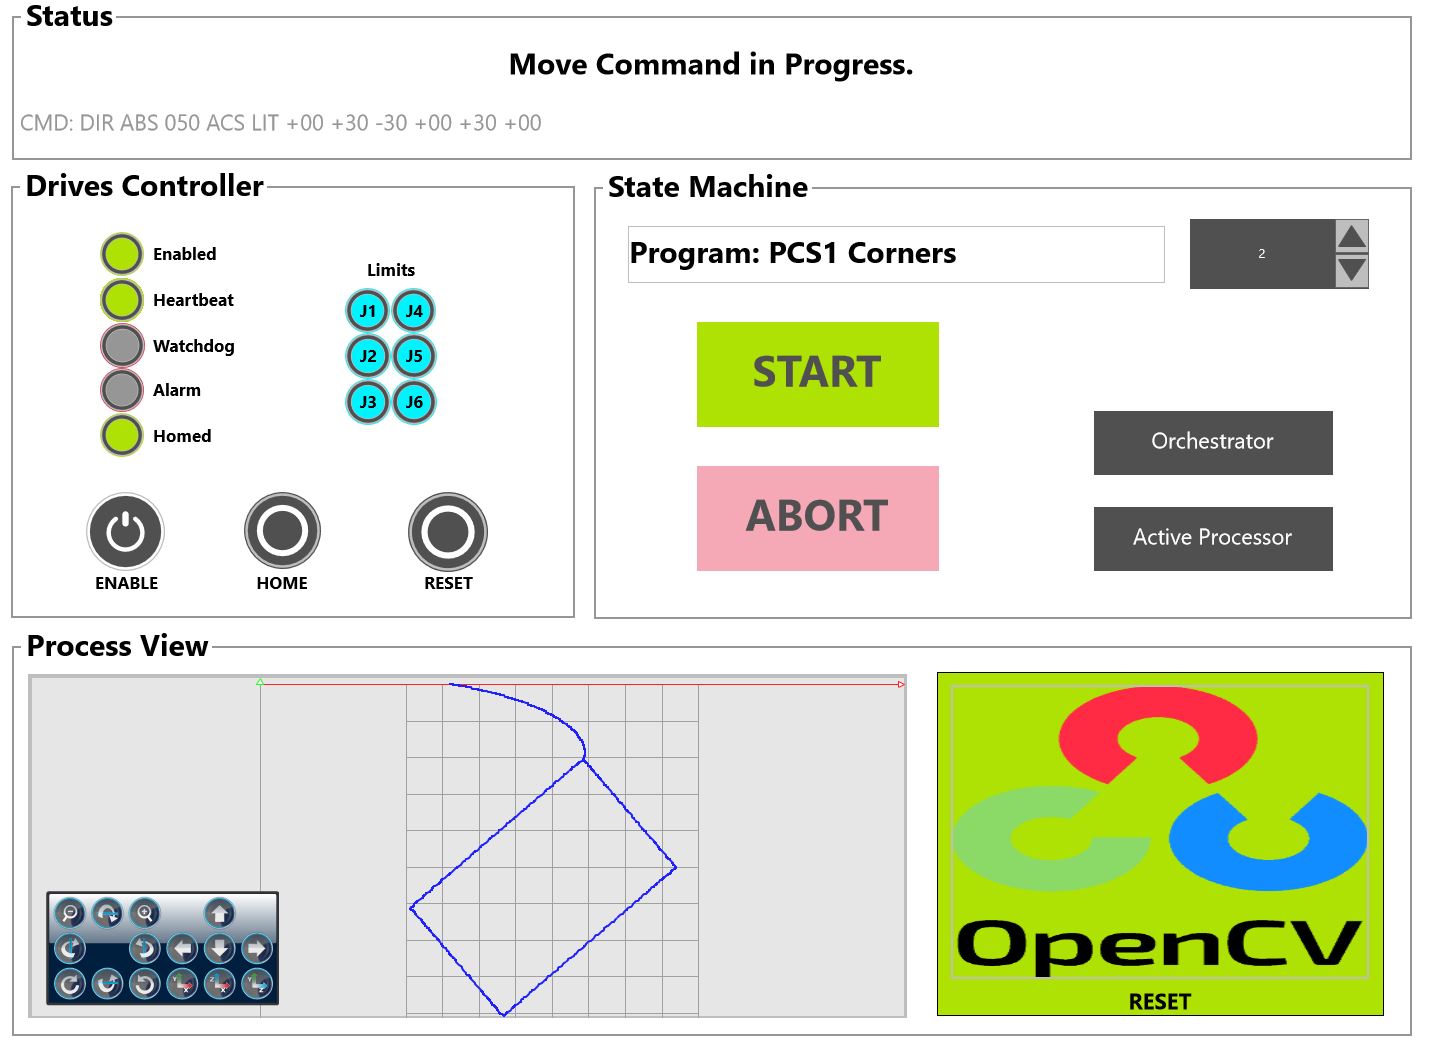 Status
Move Command in Progress.
CMD: DIR ABS 050 ACS LIT +00 +30 -30 +00 +30 +00
Drives Controller
Enabled
Heartbeat
Watchdog
Alarm
Homed
Limits
J1 J4
J2 J5
J3 J6
ENABLE
HOME
RESET
State Machine
Program: PCS1 Corners
2
START
ABORT
Orchestrator
Active Processor
Process View
OpenCV
RESET